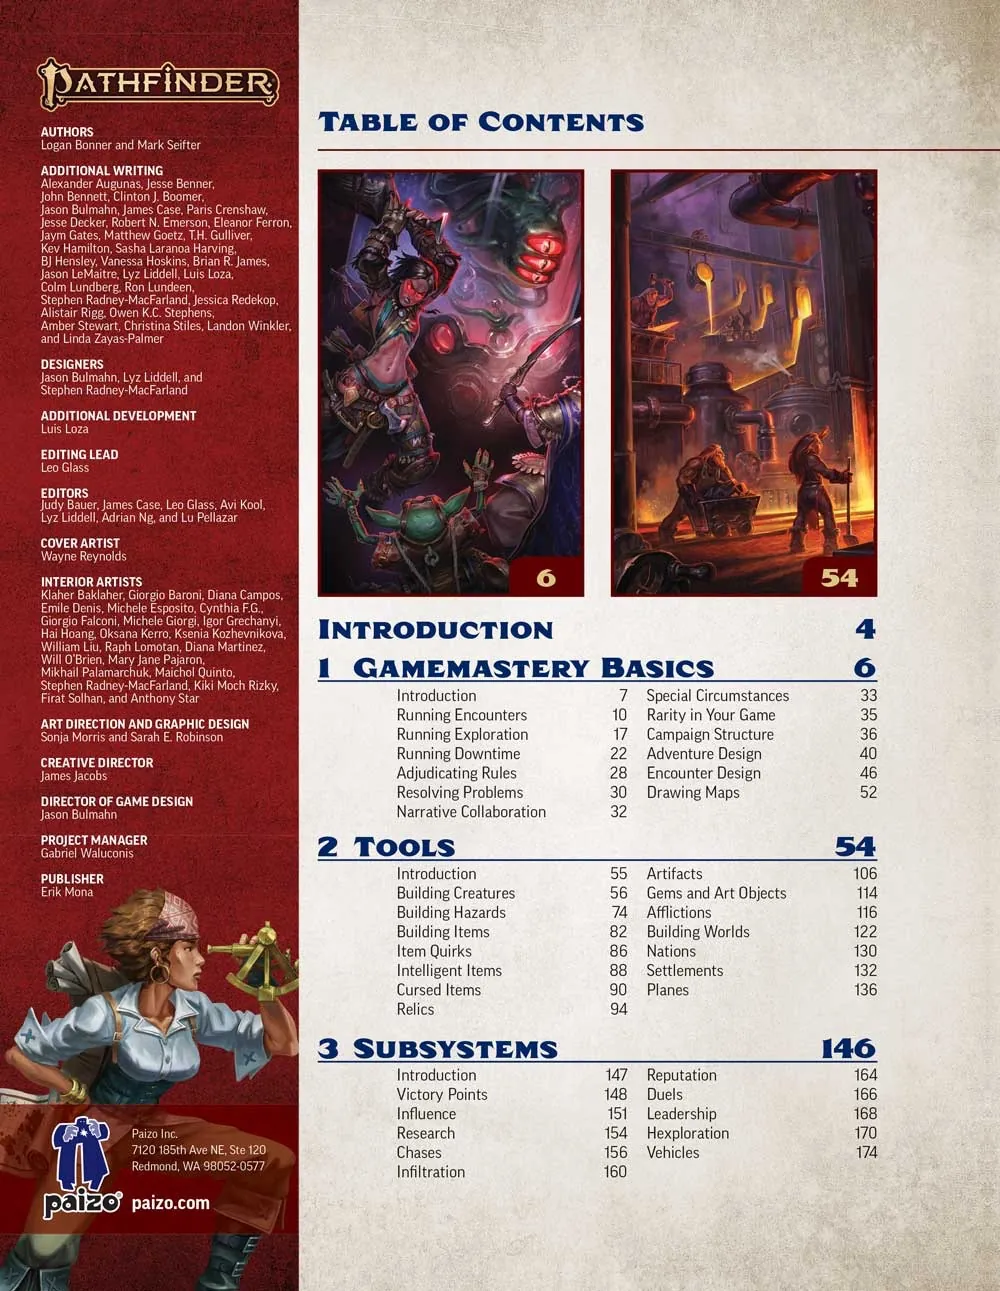 PATHFINDER
AUTHORS
Logan Bonner and Mark Seifter
ADDITIONAL WRITING
Alexander Augunas, Jesse Benner,
John Bennett, Clinton J. Boomer,
Jason Bulmahn, James Case, Paris Crenshaw,
Jesse Decker, Robert N. Emerson, Eleanor Ferron,
Jaym Gates, Matthew Goetz, T.H. Gulliver,
Kev Hamilton, Sasha Laranoa Harving,
BJ Hensley, Vanessa Hoskins, Brian R. James,
Jason LeMaitre, Lyz Liddell, Luis Loza,
Colm Lundberg, Ron Lundeen,
Stephen Radney-MacFarland, Jessica Redekop,
Alistair Rigg, Owen K.C. Stephens,
Amber Stewart, Christina Stiles, Landon Winkler,
and Linda Zayas-Palmer
DESIGNERS
Jason Bulmahn, Lyz Liddell, and
Stephen Radney-MacFarland
ADDITIONAL DEVELOPMENT
Luis Loza
EDITING LEAD
Leo Glass
EDITORS
Judy Bauer, James Case, Leo Glass, Avi Kool,
Lyz Liddell, Adrian Ng, and Lu Pellazar
COVER ARTIST
Wayne Reynolds
INTERIOR ARTISTS
Klaher Baklaher, Giorgio Baroni, Diana Campos,
Emile Denis, Michele Esposito, Cynthia F.G.,
Giorgio Falconi, Michele Giorgi, Igor Grechanyi,
Hai Hoang, Oksana Kerro, Ksenia Kozhevnikova,
William Liu, Raph Lomotan, Diana Martinez,
Will O'Brien, Mary Jane Pajaron,
Mikhail Palamarchuk, Maichol Quinto,
Stephen Radney-MacFarland, Kiki Moch Rizky,
Firat Solhan, and Anthony Star
ART DIRECTION AND GRAPHIC DESIGN
Sonja Morris and Sarah E. Robinson
CREATIVE DIRECTOR
James Jacobs
DIRECTOR OF GAME DESIGN
Jason Bulmahn
PROJECT MANAGER
Gabriel Waluconis
PUBLISHER
Erik Mona
Paizo Inc.
7120 185th Ave NE, Ste 120
Redmond, WA 98052-0577
paizo® paizo.com
TABLE OF CONTENTS
6
54
INTRODUCTION 4
1 GAMEMASTERY BASICS 6
Introduction 7
Running Encounters 10
Running Exploration 17
Running Downtime 22
Adjudicating Rules 28
Resolving Problems 30
Narrative Collaboration 32
Special Circumstances 33
Rarity in Your Game 35
Campaign Structure 36
Adventure Design 40
Encounter Design 46
Drawing Maps 52
2 TOOLS 54
Introduction 55
Building Creatures 56
Building Hazards 74
Building Items 82
Item Quirks 86
Intelligent Items 88
Cursed Items 90
Relics 94
Artifacts 106
Gems and Art Objects 114
Afflictions 116
Building Worlds 122
Nations 130
Settlements 132
Planes 136
3 SUBSYSTEMS 146
Introduction 147
Victory Points 148
Influence 151
Research 154
Chases 156
Infiltration 160
Reputation 164
Duels 166
Leadership 168
Hexploration 170
Vehicles 174